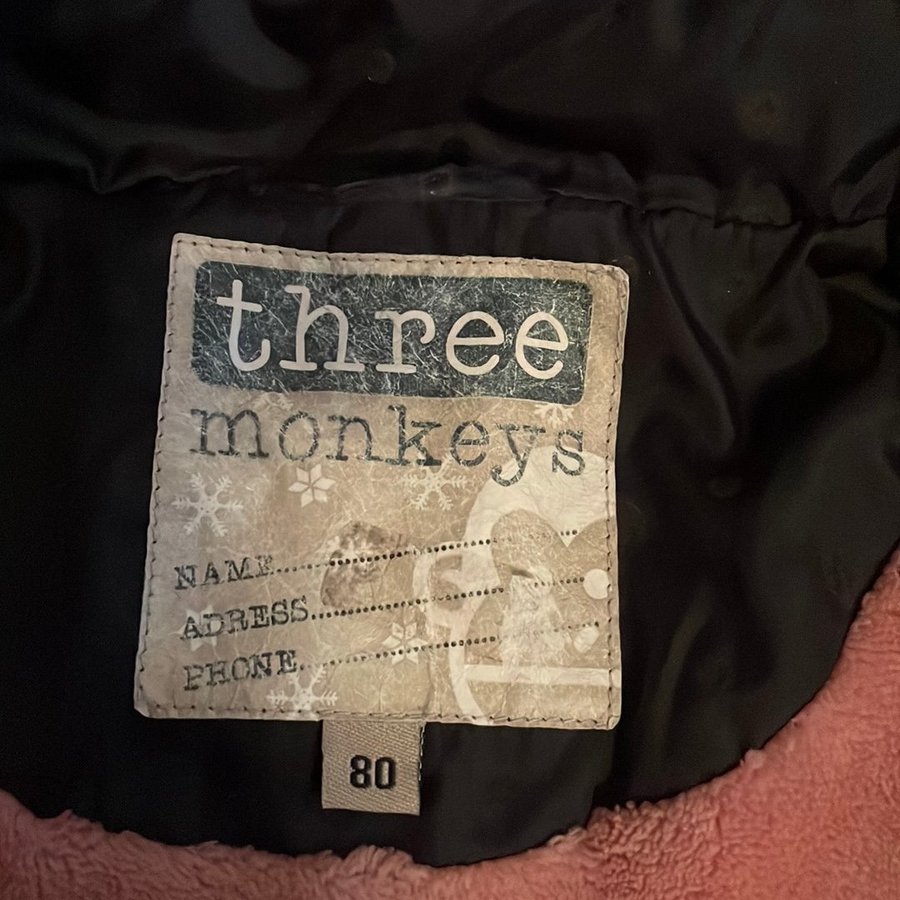 three
monkeys
NAME
ADRESS
PHONE
80